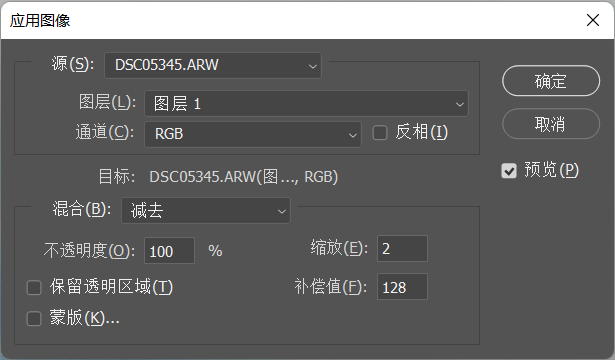 应用图像
源(S): DSC05345.ARW
图层(L): 图层 1
通道(C): RGB 反相(I)
目标: DSC05345.ARW(图..., RGB)
混合(B): 减去
不透明度(O): 100 % 缩放(E): 2
保留透明区域(T) 补偿值(F): 128
蒙版(K)...
确定
取消
预览(P)